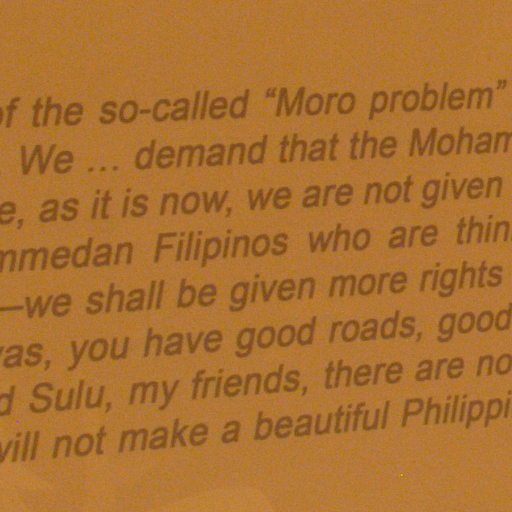 of the so-called “Moro problem”
. We ... demand that the Moham
e, as it is now, we are not given
mmedan Filipinos who are thin
—we shall be given more rights
vas, you have good roads, good
d Sulu, my friends, there are no
will not make a beautiful Philippi